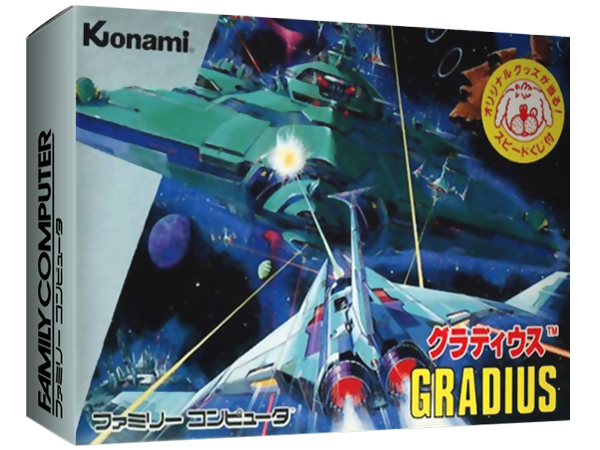 Konami
オリジナルグッズが当る!
スピードくじ付
FAMILY COMPUTER
ファミリー コンピュータ
グラディウス™
GRADIUS
ファミリー コンピュータ